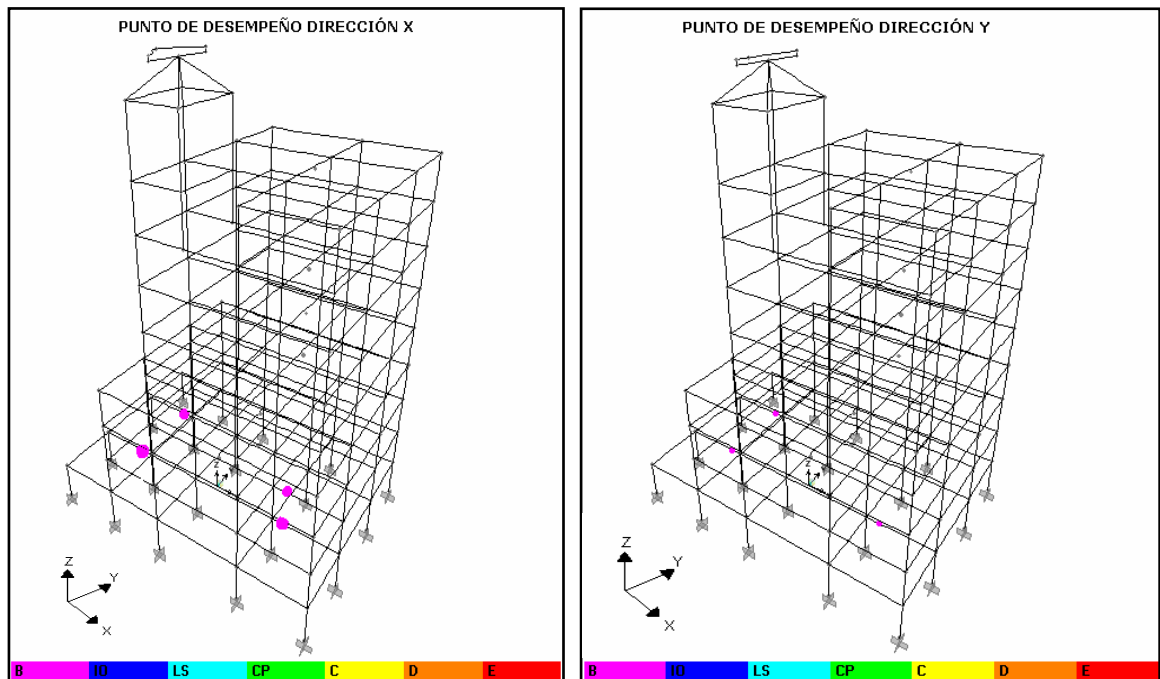 PUNTO DE DESEMPEÑO DIRECCIÓN X
Z
Z
Y
X
B IO LS CP C D E
PUNTO DE DESEMPEÑO DIRECCIÓN Y
Z
Z
Y
X
B IO LS CP C D E